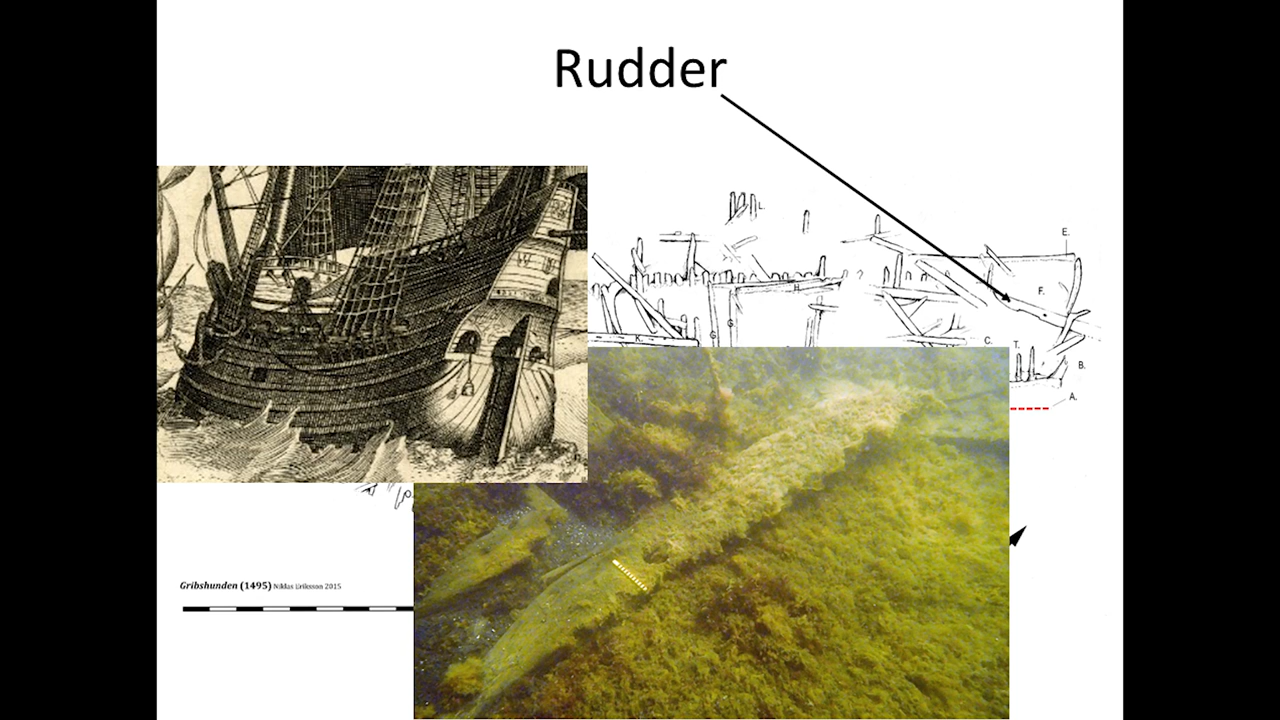 Rudder
L.
E.
F.
?
H
G
G
K
C.
T.
B.
A.
Gribshunden (1495) Niklas Eriksson 2015